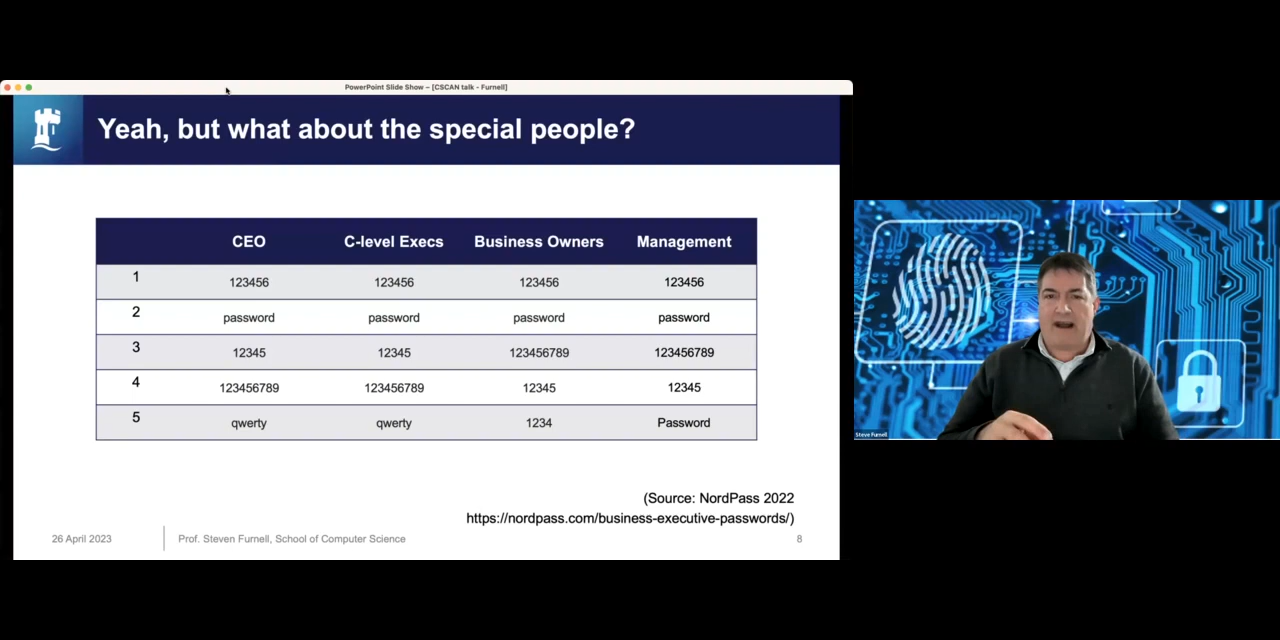 PowerPoint Slide Show – [CSCAN talk - Furnell]
Yeah, but what about the special people?
CEO C-level Execs Business Owners Management
1 123456 123456 123456 123456
2 password password password password
3 12345 12345 123456789 123456789
4 123456789 123456789 12345 12345
5 qwerty qwerty 1234 Password
(Source: NordPass 2022
https://nordpass.com/business-executive-passwords/)
26 April 2023 Prof. Steven Furnell, School of Computer Science 8
Steve Furnell